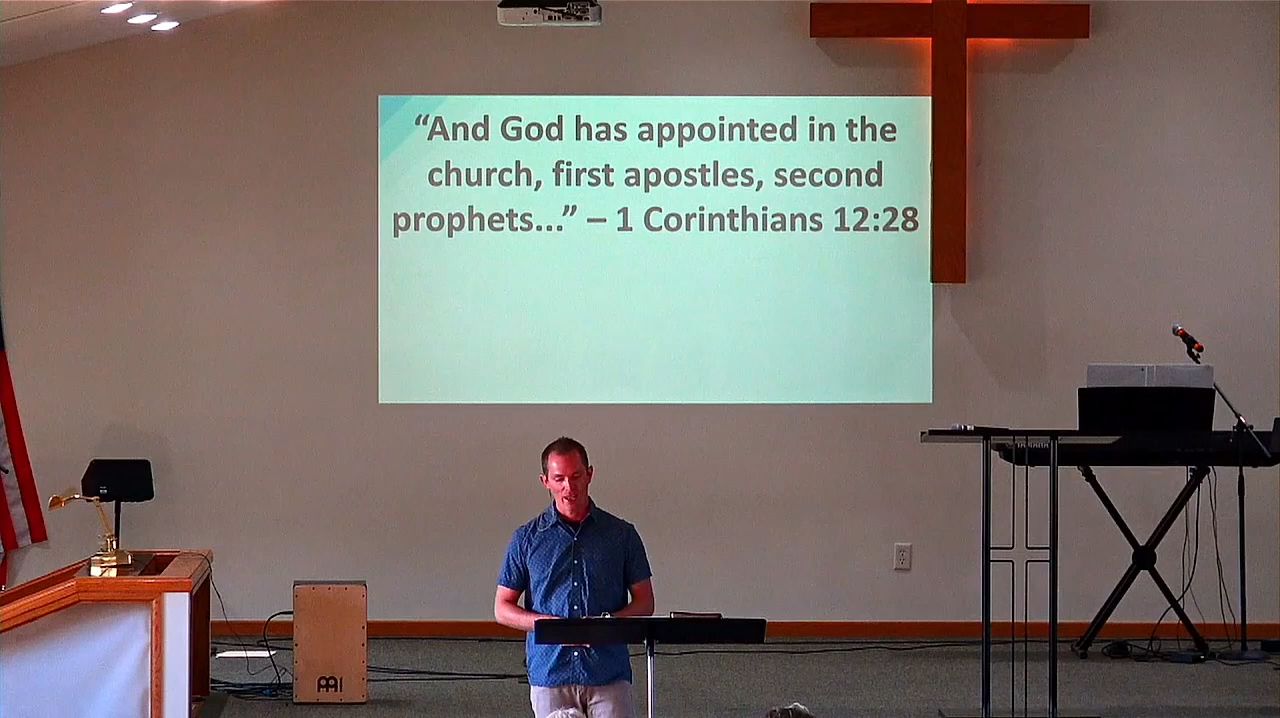 “And God has appointed in the
church, first apostles, second
prophets...” – 1 Corinthians 12:28